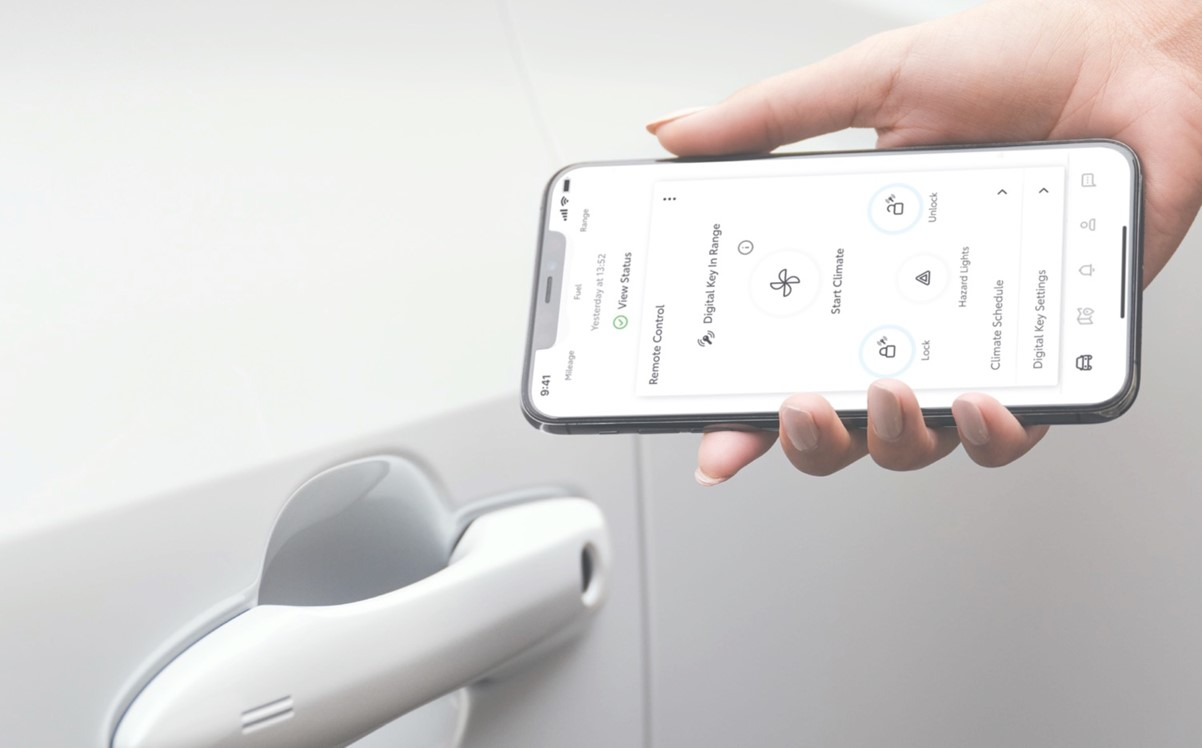 9:41
Mileage
Fuel
Range
Yesterday at 13:52
View Status
Remote Control
Digital Key In Range
Start Climate
Lock
Hazard Lights
Unlock
Climate Schedule
Digital Key Settings